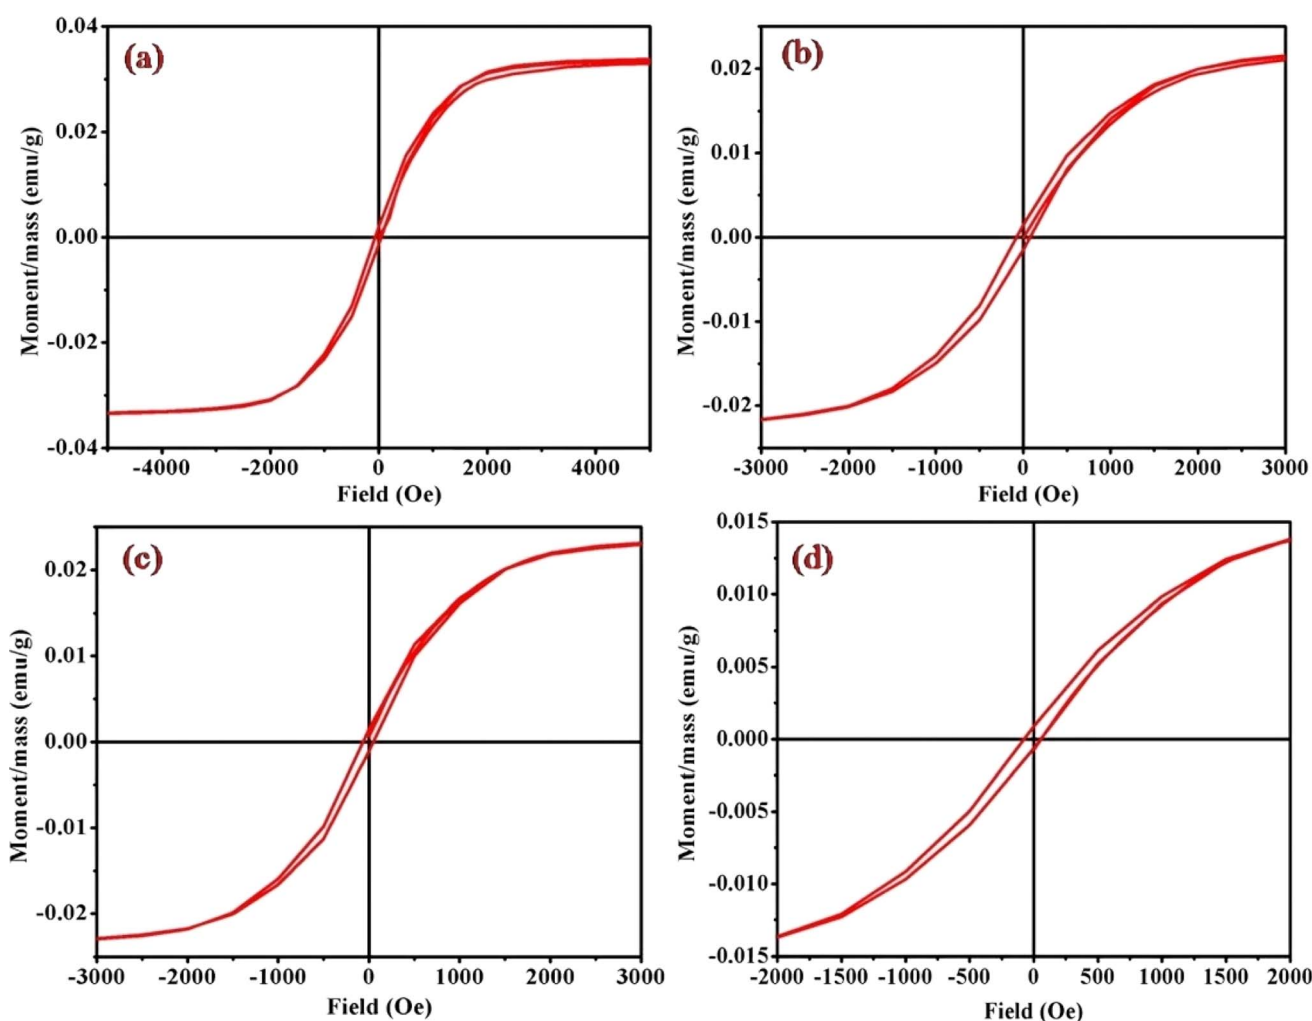 (a)
Moment/mass (emu/g)
0.04
0.02
0.00
-0.02
-0.04
-4000 -2000 0 2000 4000
Field (Oe)
(b)
Moment/mass (emu/g)
0.02
0.01
0.00
-0.01
-0.02
-3000 -2000 -1000 0 1000 2000 3000
Field (Oe)
(c)
Moment/mass (emu/g)
0.02
0.01
0.00
-0.01
-0.02
-3000 -2000 -1000 0 1000 2000 3000
Field (Oe)
(d)
Moment/mass (emu/g)
0.015
0.010
0.005
0.000
-0.005
-0.010
-0.015
-2000 -1500 -1000 -500 0 500 1000 1500 2000
Field (Oe)